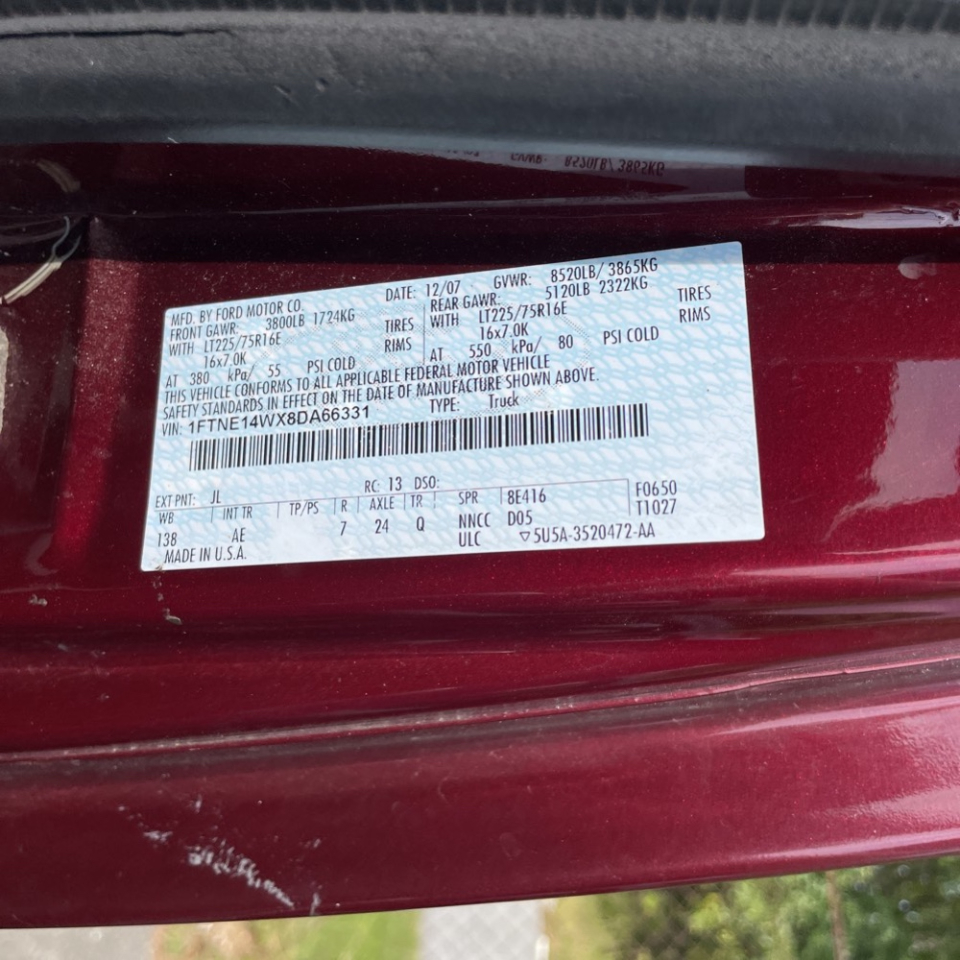 MFD. BY FORD MOTOR CO. DATE: 12/07 GVWR: 8520LB/ 3865KG
FRONT GAWR: 3800LB 1724KG REAR GAWR: 5120LB 2322KG
WITH LT225/75R16E TIRES WITH LT225/75R16E TIRES
16x7.0K RIMS 16x7.0K RIMS
AT 380 kPa/ 55 PSI COLD AT 550 kPa/ 80 PSI COLD
THIS VEHICLE CONFORMS TO ALL APPLICABLE FEDERAL MOTOR VEHICLE
SAFETY STANDARDS IN EFFECT ON THE DATE OF MANUFACTURE SHOWN ABOVE.
VIN: 1FTNE14WX8DA66331 TYPE: Truck
EXT PNT: JL RC: 13 DSO:
WB INT TR TP/PS R AXLE TR SPR 8E416 F0650
138 AE 7 24 Q NNCC D05 T1027
MADE IN U.S.A. ULC ▽5U5A-3520472-AA
8520LB/ 3865KG